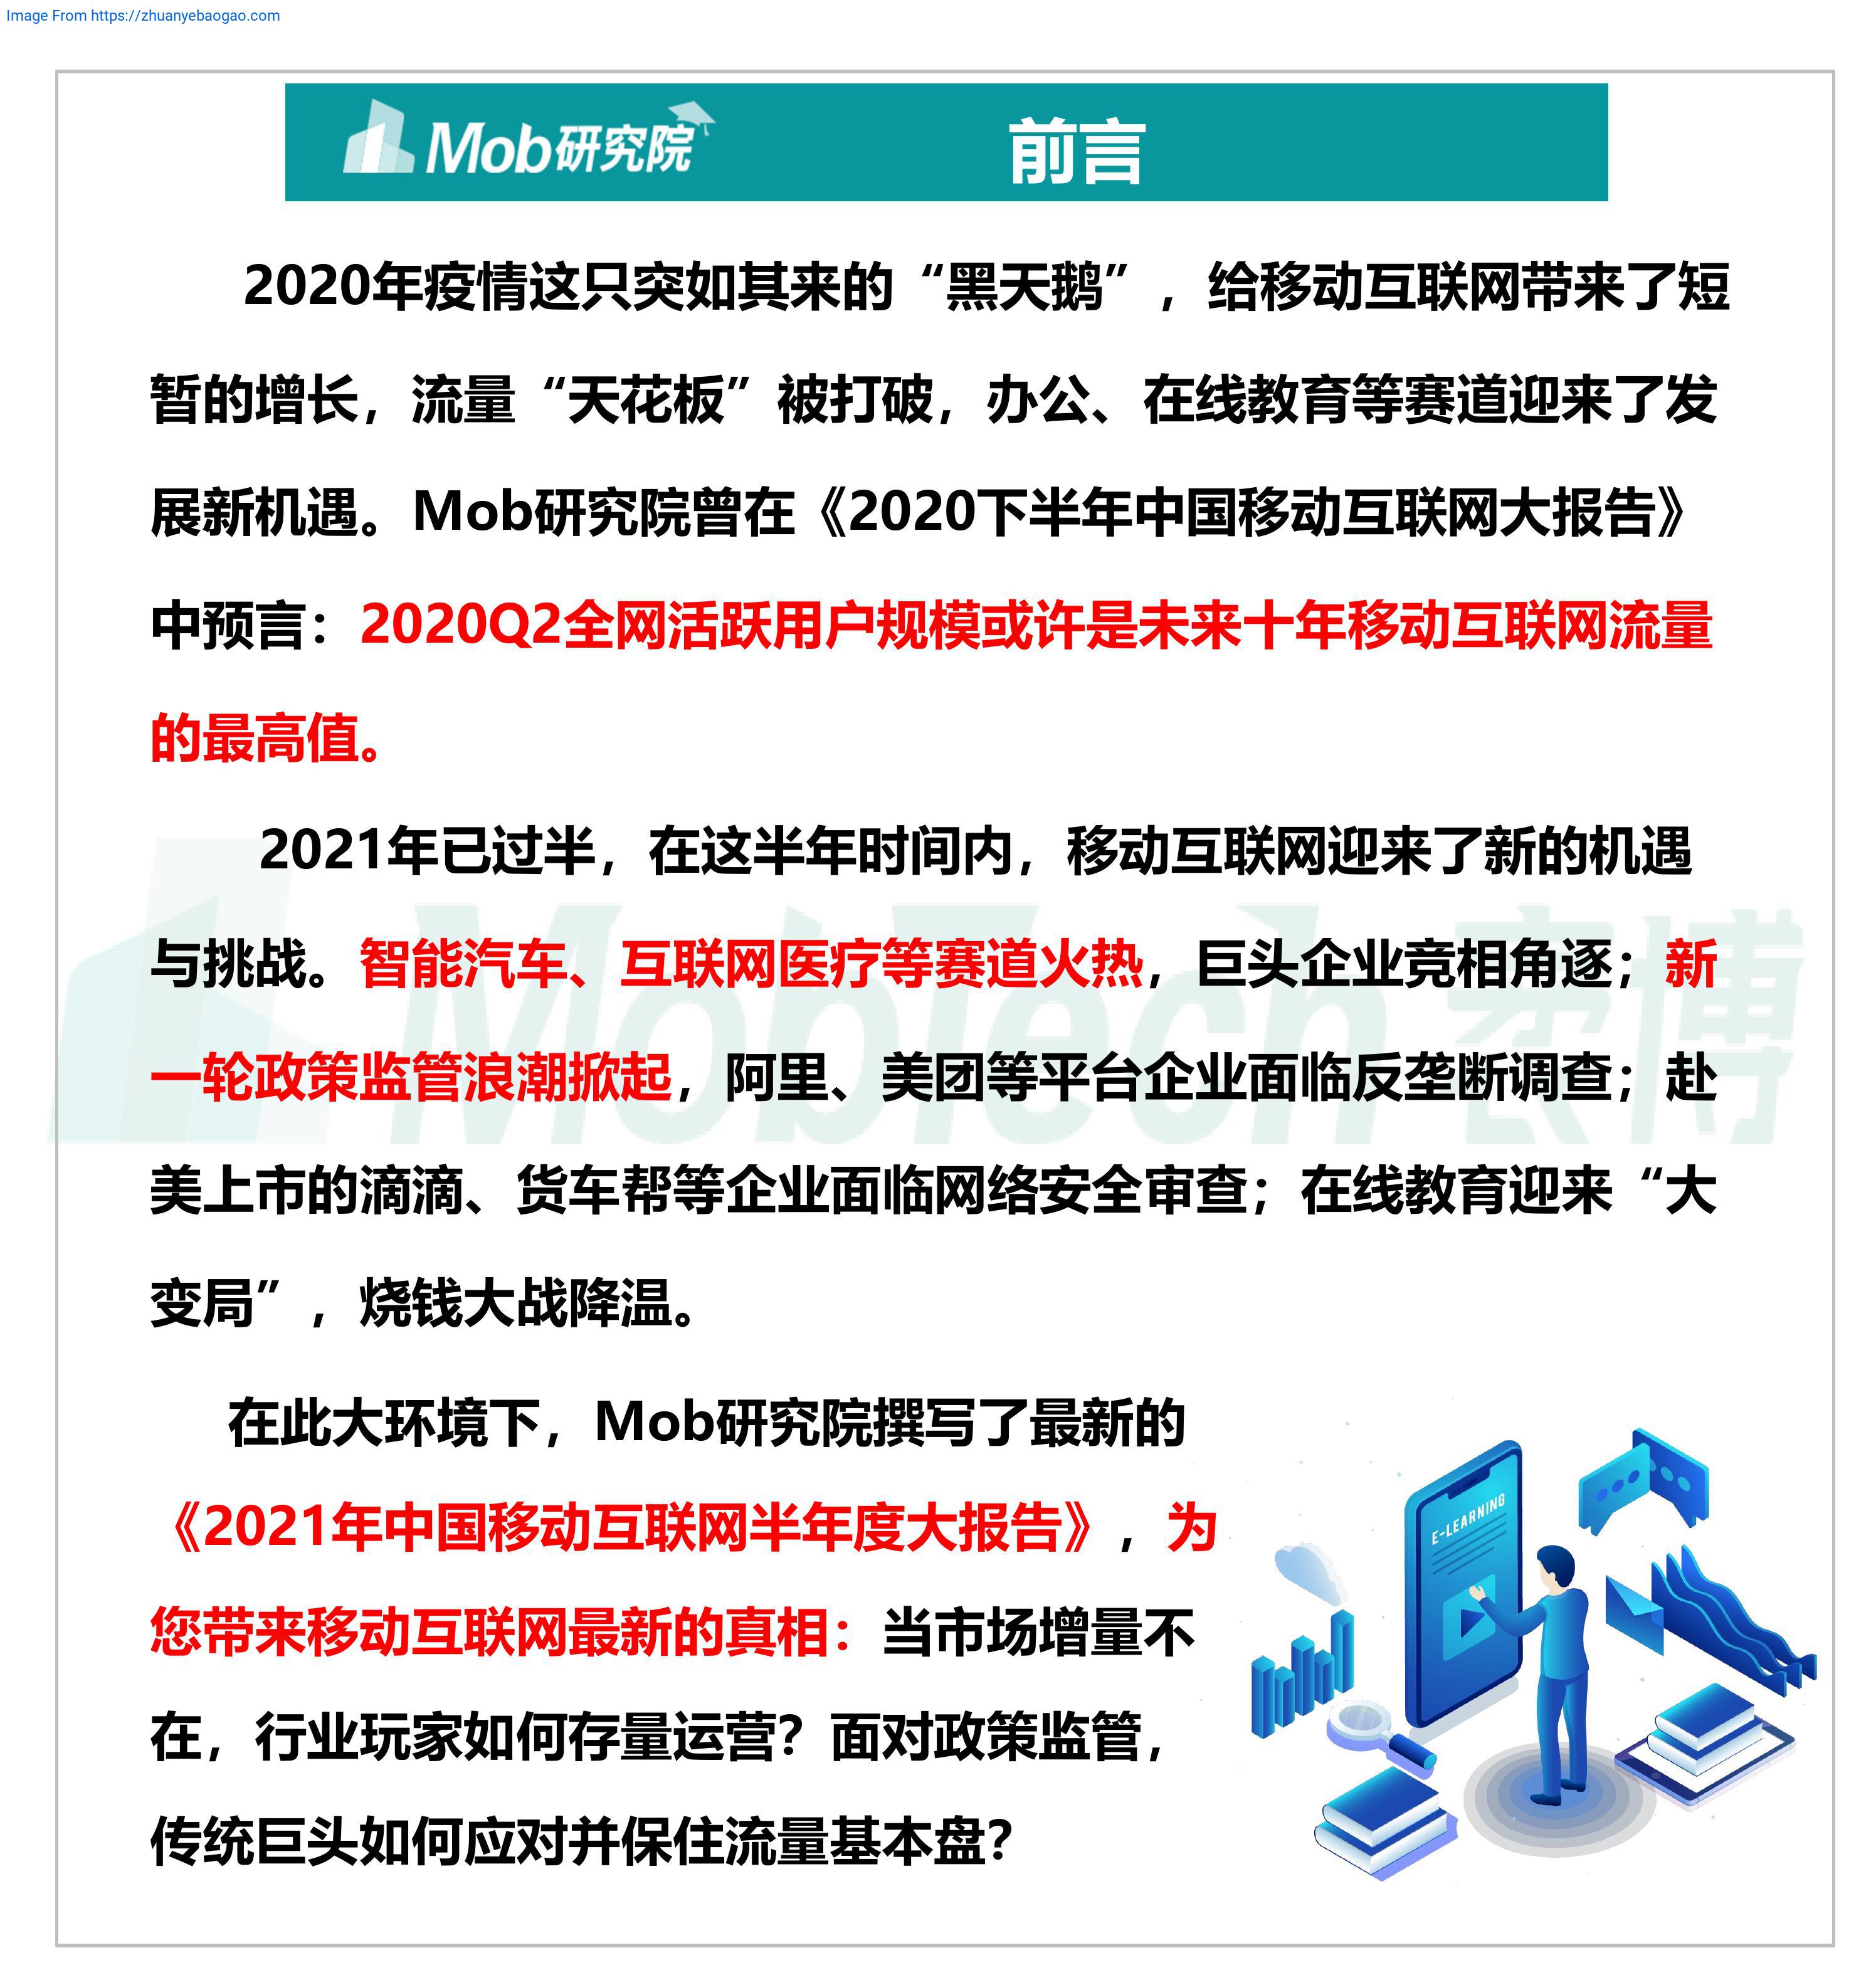 Image From https://zhuanyebaogao.com
Mob研究院
前言
2020年疫情这只突如其来的“黑天鹅”，给移动互联网带来了短
暂的增长，流量“天花板”被打破，办公、在线教育等赛道迎来了发
展新机遇。Mob研究院曾在《2020下半年中国移动互联网大报告》
中预言：2020Q2全网活跃用户规模或许是未来十年移动互联网流量
的最高值。
2021年已过半，在这半年时间内，移动互联网迎来了新的机遇
与挑战。智能汽车、互联网医疗等赛道火热，巨头企业竞相角逐；新
一轮政策监管浪潮掀起，阿里、美团等平台企业面临反垄断调查；赴
美上市的滴滴、货车帮等企业面临网络安全审查；在线教育迎来“大
变局”，烧钱大战降温。
MobTech 袤博
在此大环境下，Mob研究院撰写了最新的
《2021年中国移动互联网半年度大报告》，为
您带来移动互联网最新的真相：当市场增量不
在，行业玩家如何存量运营？面对政策监管，
传统巨头如何应对并保住流量基本盘？
E-LEARNING